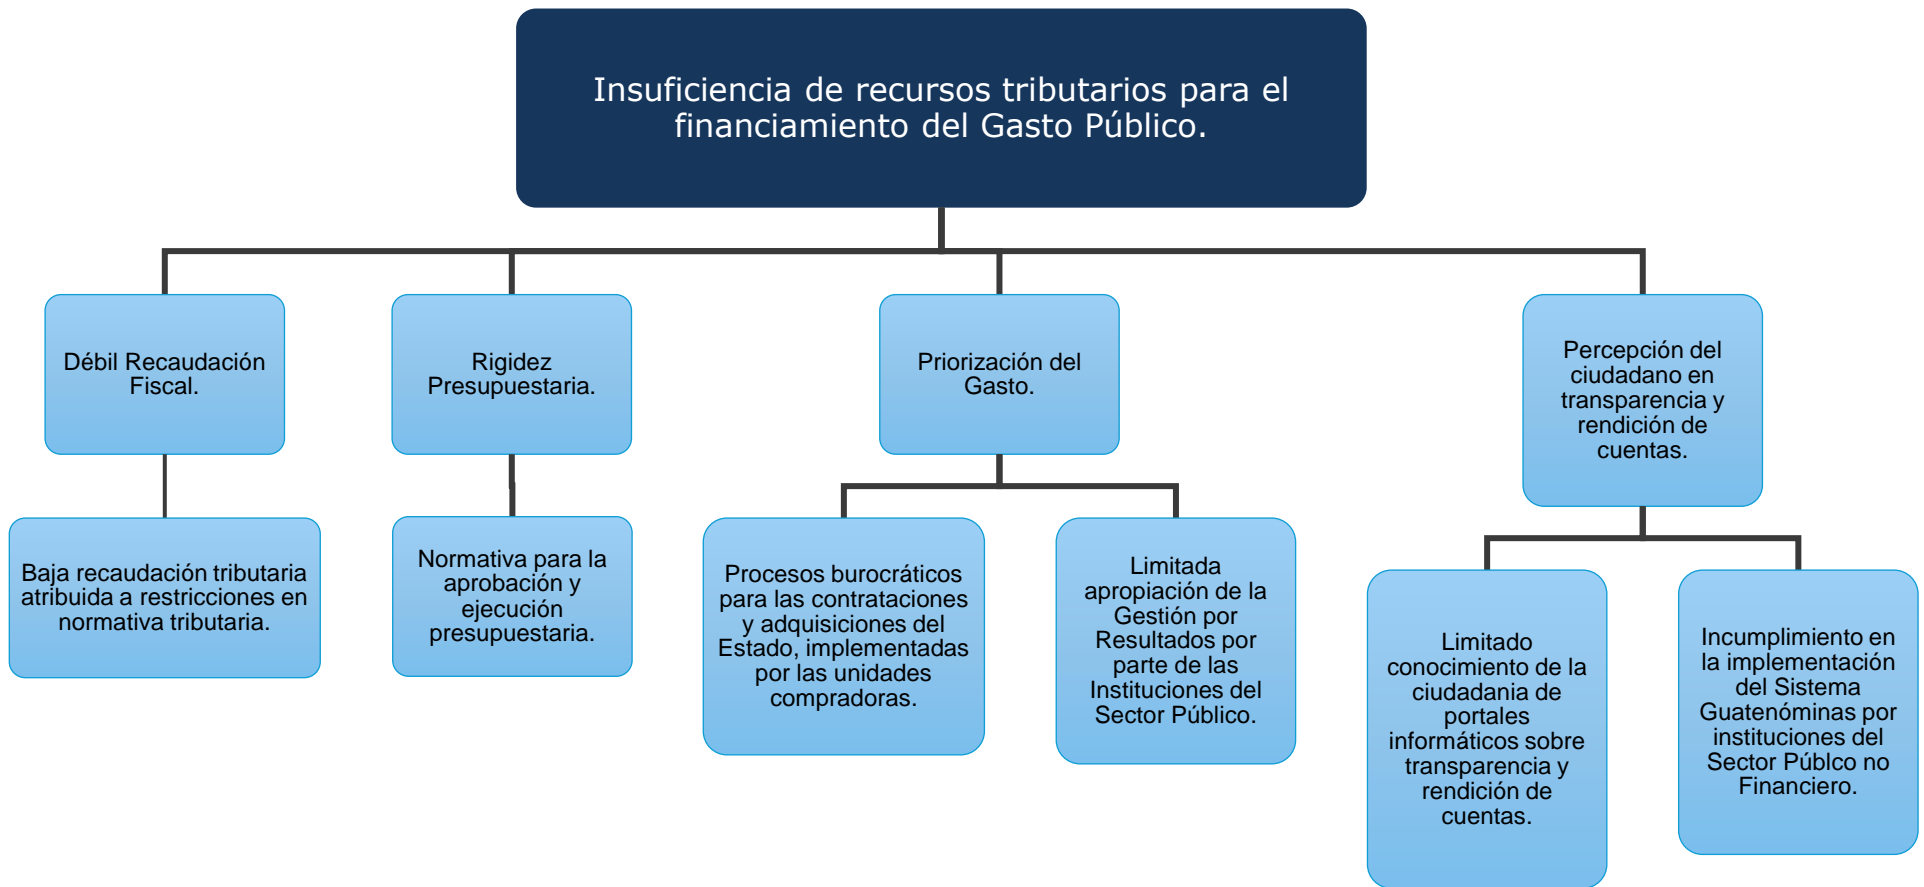 Insuficiencia de recursos tributarios para el
financiamiento del Gasto Público.
Débil Recaudación
Fiscal.
Rigidez
Presupuestaria.
Priorización del
Gasto.
Percepción del
ciudadano en
transparencia y
rendición de
cuentas.
Baja recaudación tributaria
atribuida a restricciones en
normativa tributaria.
Normativa para la
aprobación y
ejecución
presupuestaria.
Procesos burocráticos
para las contrataciones
y adquisiciones del
Estado, implementadas
por las unidades
compradoras.
Limitada
apropiación de la
Gestión por
Resultados por
parte de las
Instituciones del
Sector Público.
Limitado
conocimiento de la
ciudadania de
portales
informáticos sobre
transparencia y
rendición de
cuentas.
Incumplimiento en
la implementación
del Sistema
Guatenóminas por
instituciones del
Sector Públco no
Financiero.